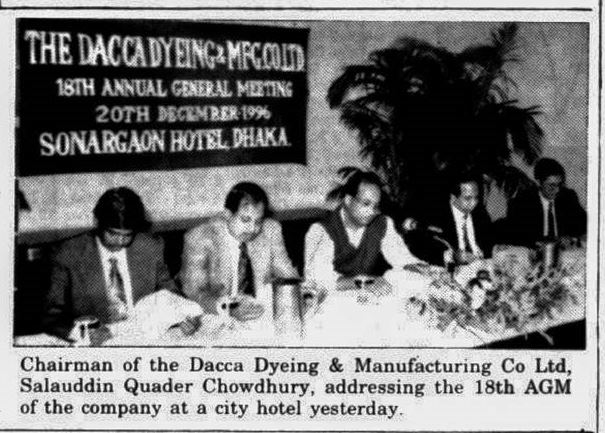 THE DACCA DYEING & MFG.CO.LTD.
18TH ANNUAL GENERAL MEETING
20TH DECEMBER-1996
SONARGAON HOTEL, DHAKA.
Chairman of the Dacca Dyeing & Manufacturing Co Ltd,
Salauddin Quader Chowdhury, addressing the 18th AGM
of the company at a city hotel yesterday.